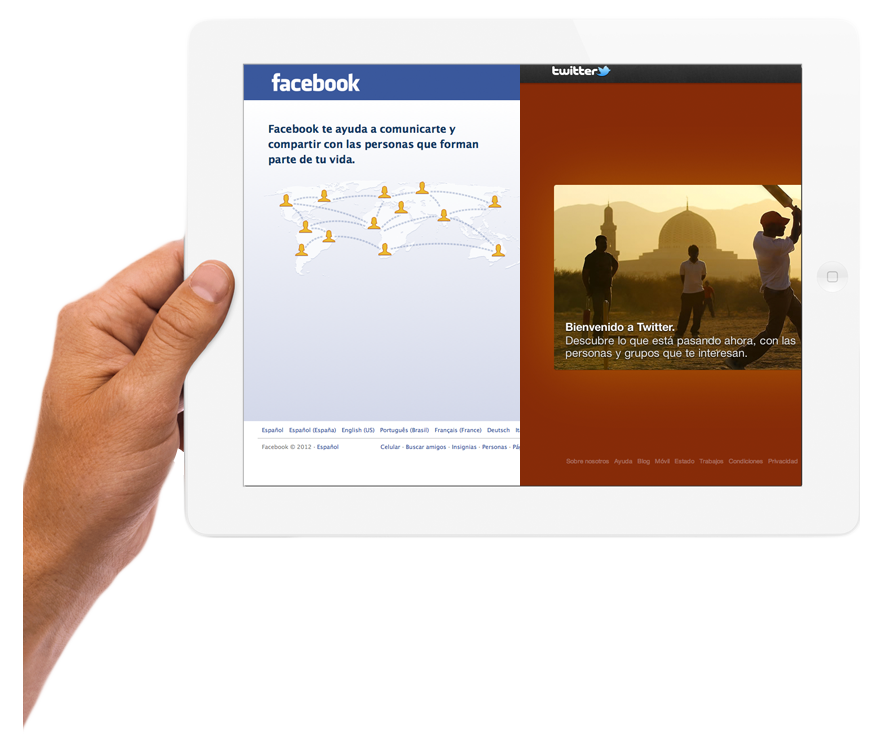 facebook
Facebook te ayuda a comunicarte y
compartir con las personas que forman
parte de tu vida.
Español Español (España) English (US) Português (Brasil) Français (France) Deutsch
Facebook © 2012 · Español Celular · Buscar amigos · Insignias · Personas
twitter
Bienvenido a Twitter.
Descubre lo que está pasando ahora, con las
personas y grupos que te interesan.
Sobre nosotros Ayuda Blog Móvil Estado Trabajos Condiciones Privacidad